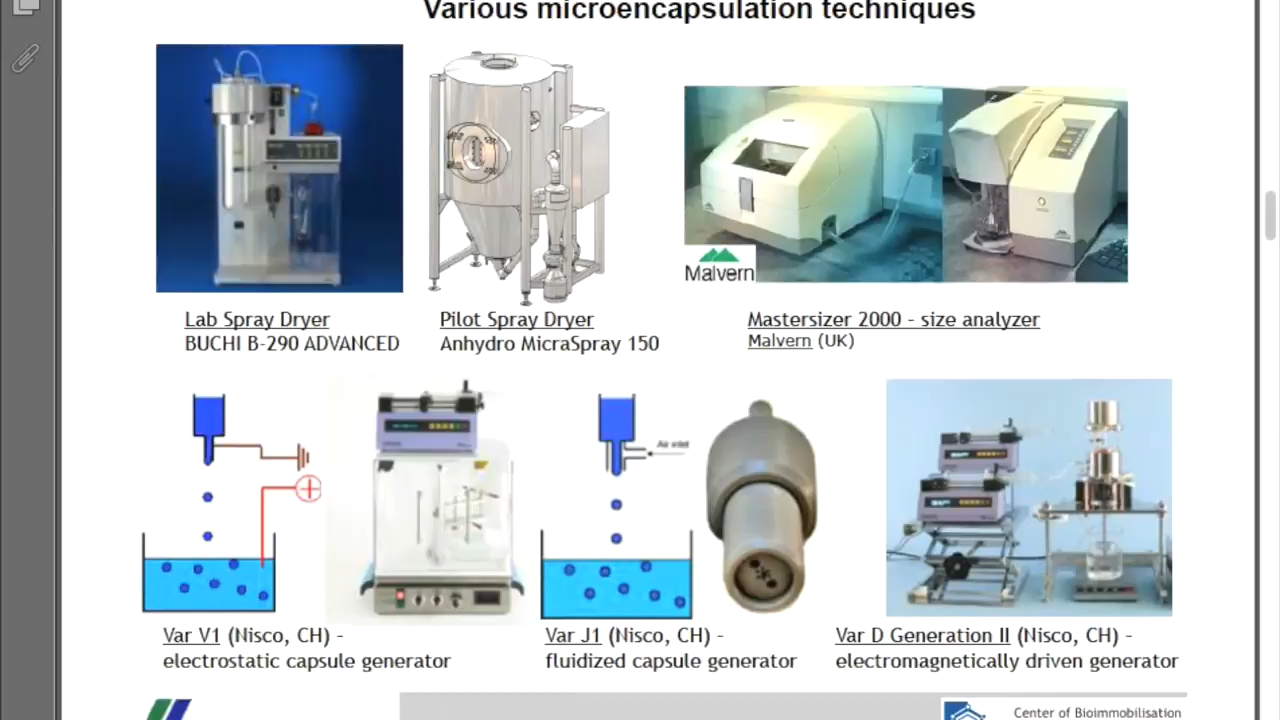 Various microencapsulation techniques
Malvern
Lab Spray Dryer
BUCHI B-290 ADVANCED
Pilot Spray Dryer
Anhydro MicraSpray 150
Mastersizer 2000 - size analyzer
Malvern (UK)
Air inlet
Var V1 (Nisco, CH) -
electrostatic capsule generator
Var J1 (Nisco, CH) -
fluidized capsule generator
Var D Generation II (Nisco, CH) -
electromagnetically driven generator
Center of Bioimmobilisation